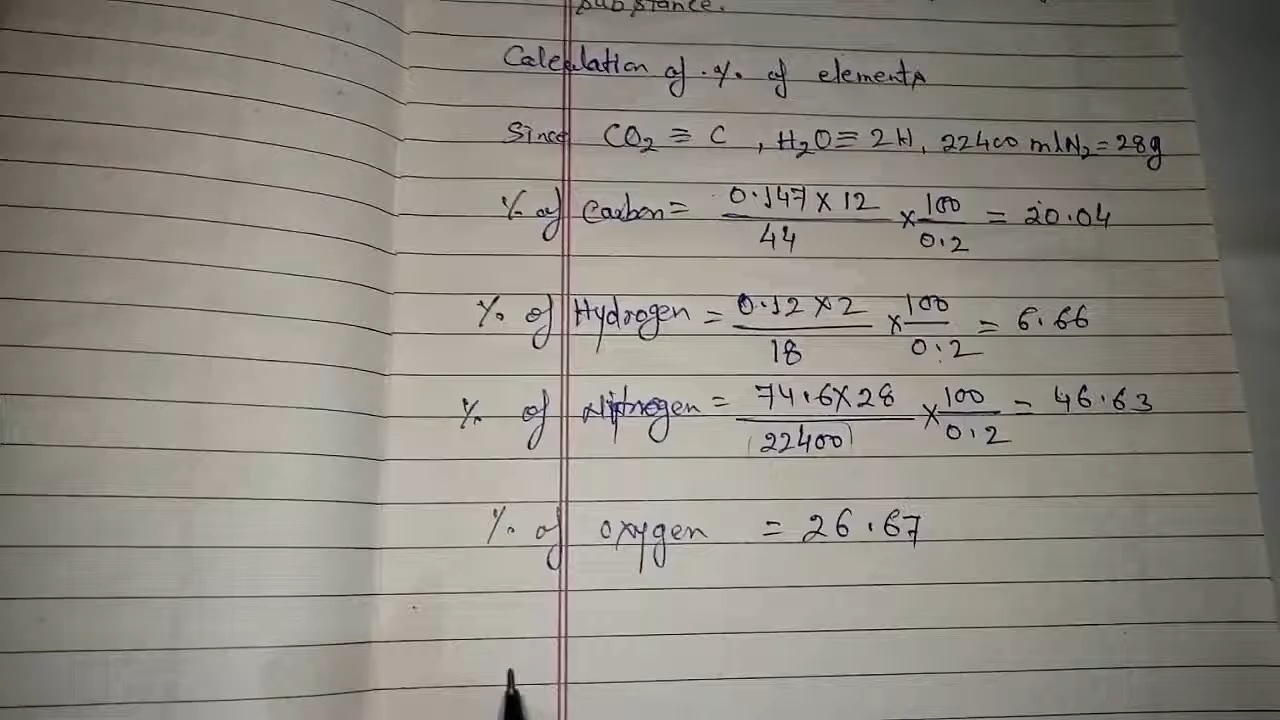 substance.
Calculation of .%. of elements
Since CO₂ ≡ C , H₂O ≡ 2H, 22400 ml N₂ = 28g
% of Carbon = 0.147 × 12 / 44 × 100 / 0.2 = 20.04
%. of Hydrogen = 0.12 × 2 / 18 × 100 / 0.2 = 6.66
%. of Nitrogen = 74.6 × 28 / 22400 × 100 / 0.2 = 46.63
%. of oxygen = 26.67